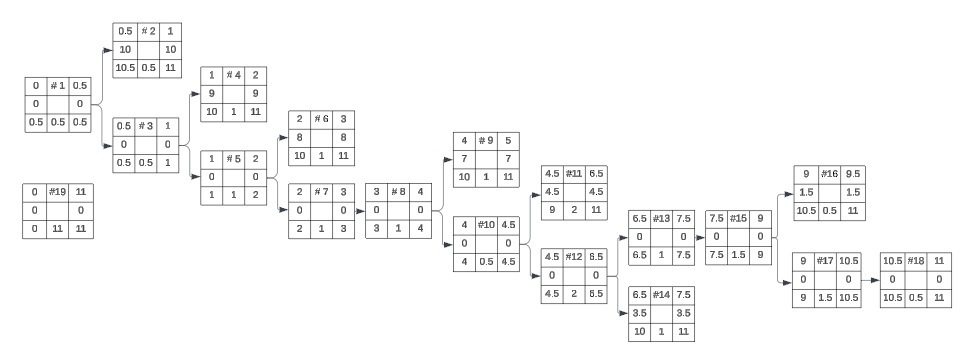 0.5 # 2 1
10 10
10.5 0.5 11
0 # 1 0.5
0 0
0.5 0.5 0.5
0.5 # 3 1
0 0
0.5 0.5 1
1 # 4 2
9 9
10 1 11
1 # 5 2
0 0
1 1 2
2 # 6 3
8 8
10 1 11
0 #19 11
0 0
0 11 11
2 # 7 3
0 0
2 1 3
3 # 8 4
0 0
3 1 4
4 # 9 5
7 7
10 1 11
4 #10 4.5
0 0
4 0.5 4.5
4.5 #11 6.5
4.5 4.5
9 2 11
4.5 #12 6.5
0 0
4.5 2 6.5
6.5 #13 7.5
0 0
6.5 1 7.5
6.5 #14 7.5
3.5 3.5
10 1 11
7.5 #15 9
0 0
7.5 1.5 9
9 #16 9.5
1.5 1.5
10.5 0.5 11
9 #17 10.5
0 0
9 1.5 10.5
10.5 #18 11
0 0
10.5 0.5 11